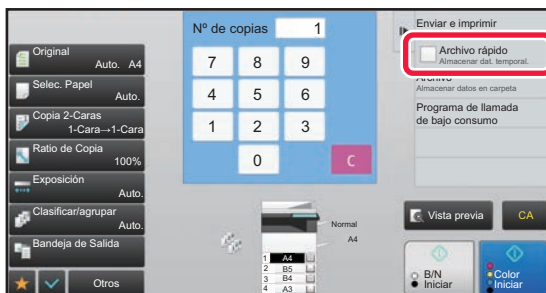 Original
Auto. A4
Selec. Papel
Auto.
Copia 2-Caras
1-Cara→1-Cara
Ratio de Copia
100%
Exposición
Auto.
Clasificar/agrupar
Auto.
Bandeja de Salida
Otros
Nº de copias 1
7 8 9
4 5 6
1 2 3
0 C
Normal
A4
1 A4
2 B5
3 B4
4 A3
Enviar e imprimir
Archivo rápido
Almacenar dat. temporal.
Archivo
Almacenar datos en carpeta
Programa de llamada
de bajo consumo
Vista previa
CA
B/N
Iniciar
Color
Iniciar